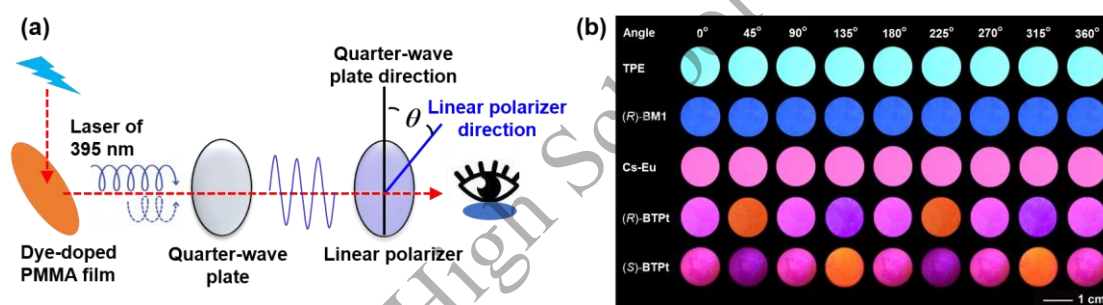 (a)
Quarter-wave
plate direction
Linear polarizer
direction
θ
Laser of
395 nm
Dye-doped
PMMA film
Quarter-wave
plate
Linear polarizer
(b)
Angle 0° 45° 90° 135° 180° 225° 270° 315° 360°
TPE
(R)-BM1
Cs-Eu
(R)-BTPt
(S)-BTPt
1 cm
High School